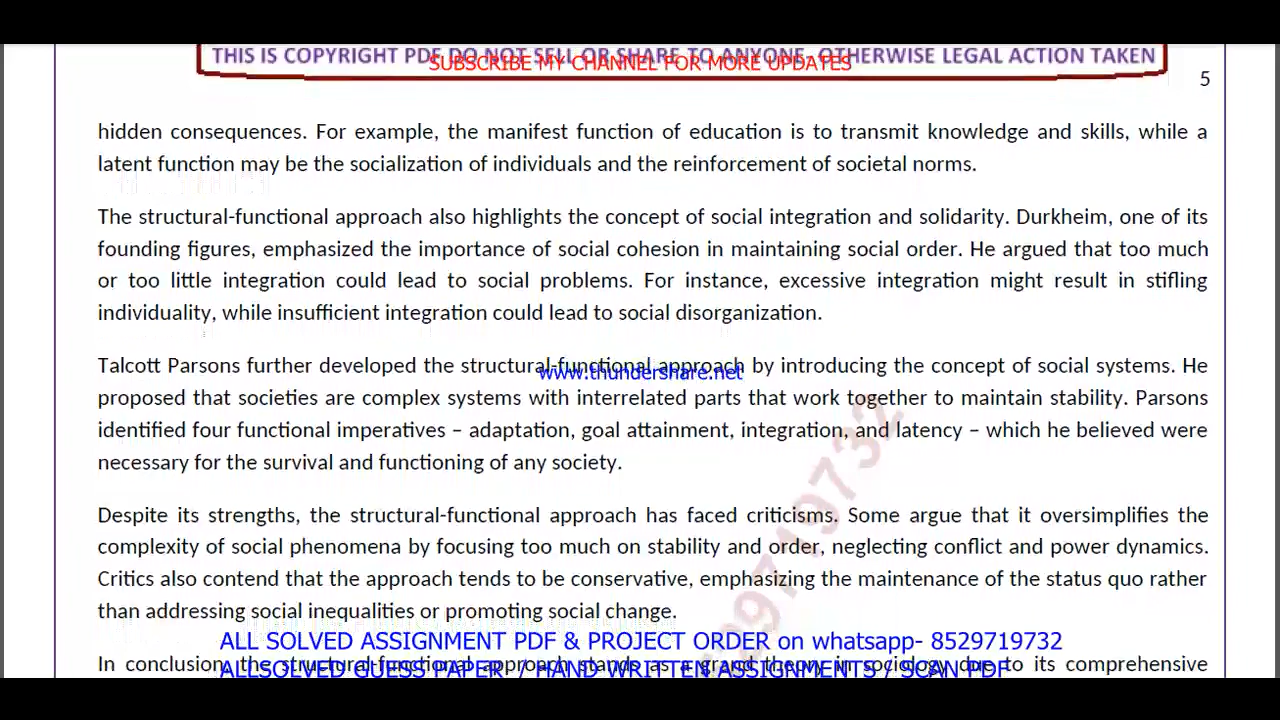 THIS IS COPYRIGHT PDF DO NOT SELL OR SHARE TO ANYONE- OTHERWISE LEGAL ACTION TAKEN
SUBSCRIBE MY CHANNEL FOR MORE UPDATES
5
hidden consequences. For example, the manifest function of education is to transmit knowledge and skills, while a
latent function may be the socialization of individuals and the reinforcement of societal norms.
The structural-functional approach also highlights the concept of social integration and solidarity. Durkheim, one of its
founding figures, emphasized the importance of social cohesion in maintaining social order. He argued that too much
or too little integration could lead to social problems. For instance, excessive integration might result in stifling
individuality, while insufficient integration could lead to social disorganization.
Talcott Parsons further developed the structural-functional approach by introducing the concept of social systems. He
www.thundershare.net
proposed that societies are complex systems with interrelated parts that work together to maintain stability. Parsons
identified four functional imperatives – adaptation, goal attainment, integration, and latency – which he believed were
necessary for the survival and functioning of any society.
Despite its strengths, the structural-functional approach has faced criticisms. Some argue that it oversimplifies the
complexity of social phenomena by focusing too much on stability and order, neglecting conflict and power dynamics.
Critics also contend that the approach tends to be conservative, emphasizing the maintenance of the status quo rather
than addressing social inequalities or promoting social change.
29719732
ALL SOLVED ASSIGNMENT PDF & PROJECT ORDER on whatsapp- 8529719732
In conclusion, the structural-functional approach stands as a grand theory in sociology due to its comprehensive
ALLSOLVED GUESS PAPER / HAND WRITTEN ASSIGNMENTS / SCAN PDF